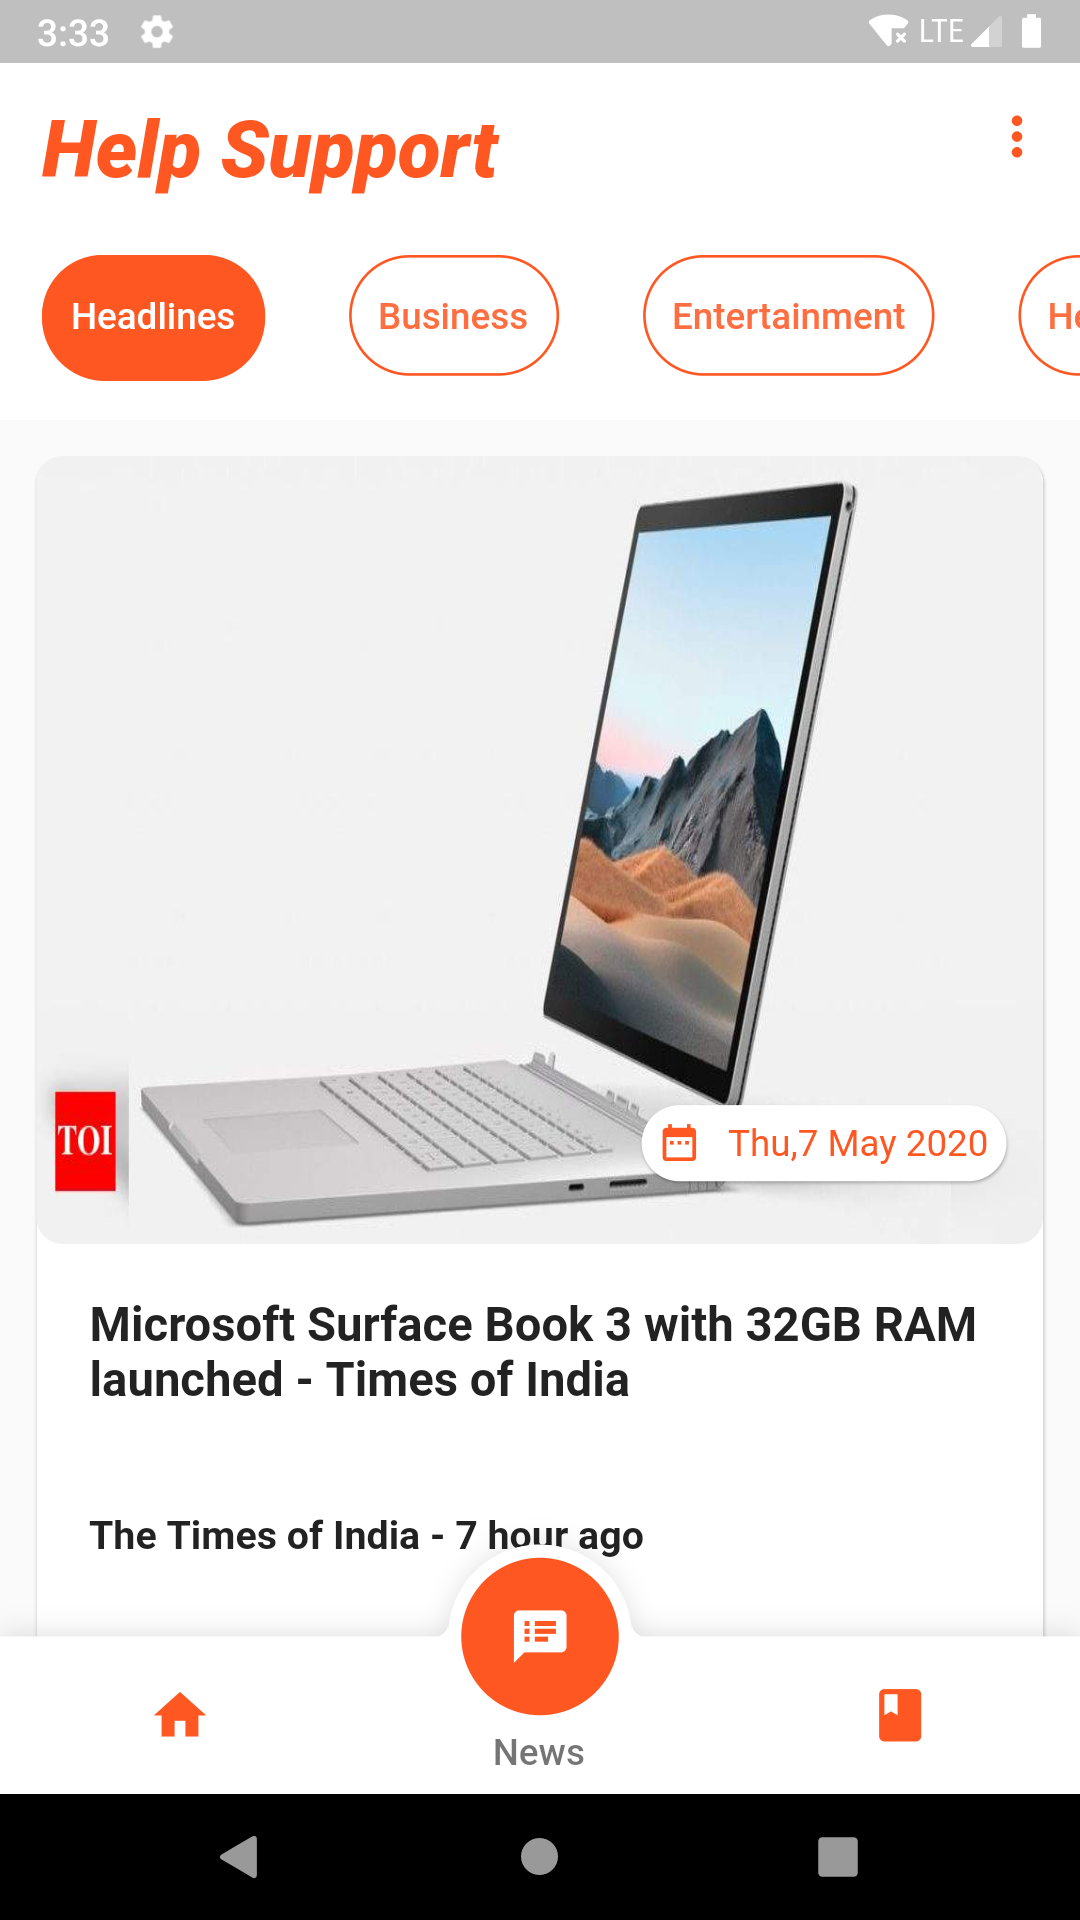 3:33
LTE
Help Support
Headlines
Business
Entertainment
He
TOI
Thu,7 May 2020
Microsoft Surface Book 3 with 32GB RAM
launched - Times of India
The Times of India - 7 hour ago
News